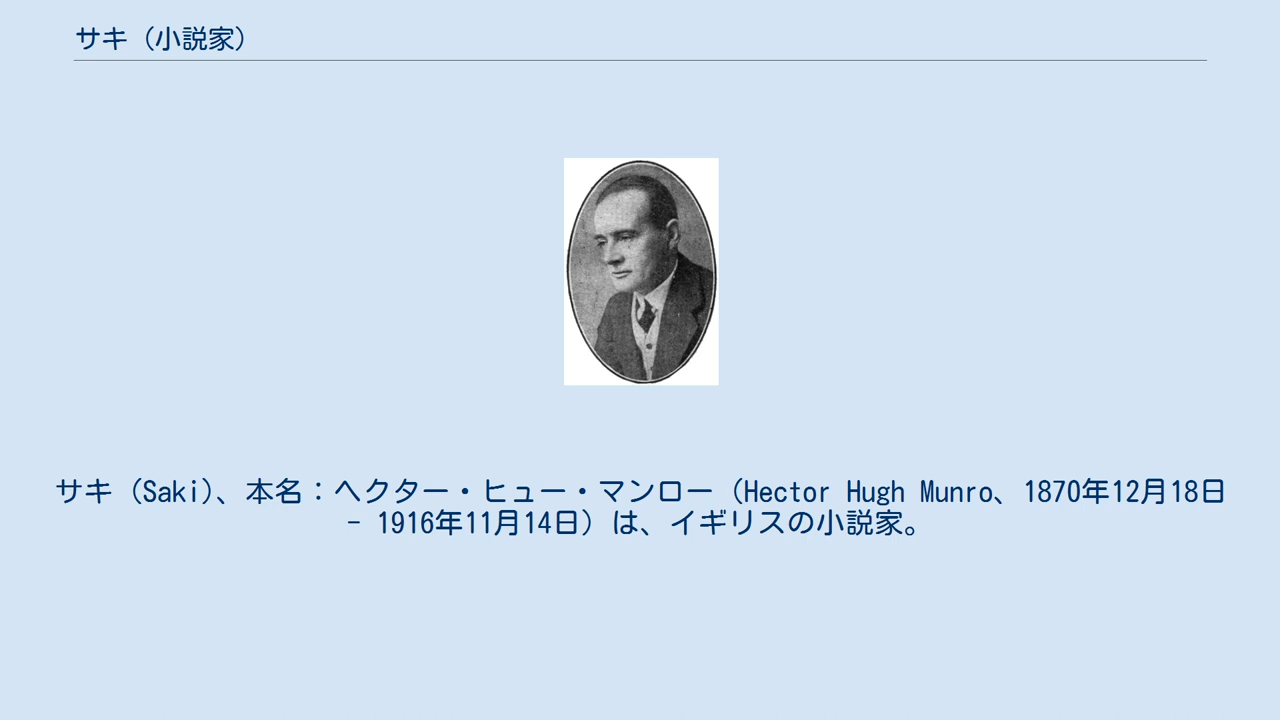 サキ（小説家）
サキ（Saki）、本名：ヘクター・ヒュー・マンロー（Hector Hugh Munro、1870年12月18日
- 1916年11月14日）は、イギリスの小説家。